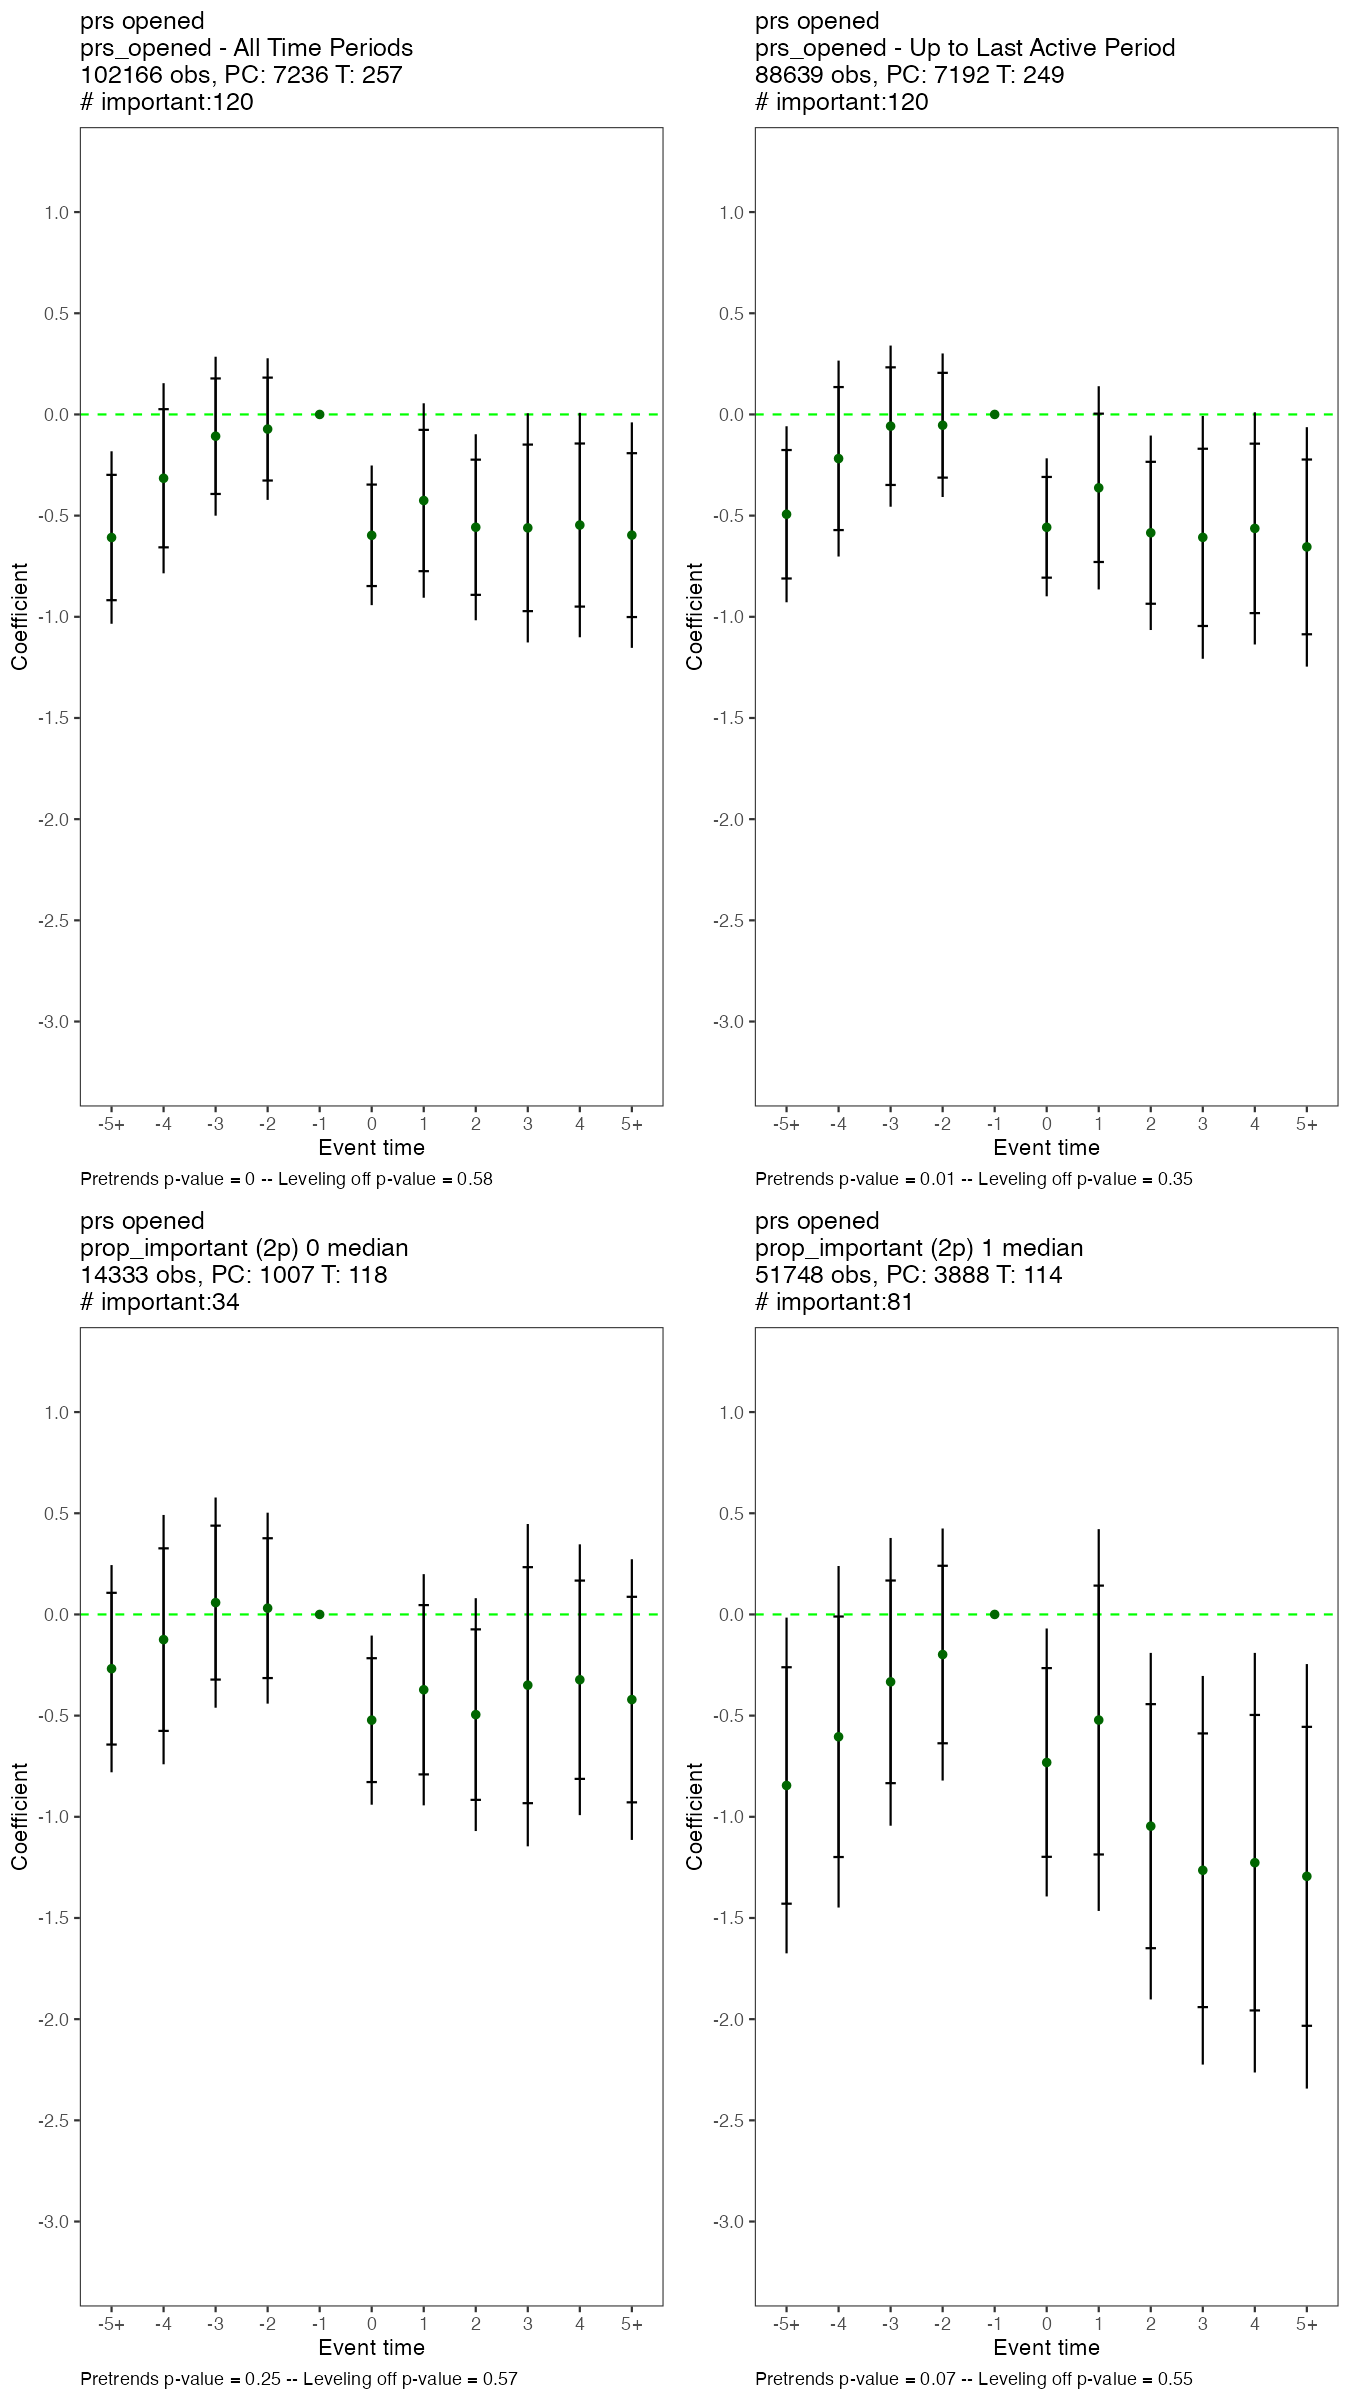 prs opened
prs_opened - All Time Periods
102166 obs, PC: 7236 T: 257
# important:120
Coefficient
1.0
0.5
0.0
-0.5
-1.0
-1.5
-2.0
-2.5
-3.0
-5+ -4 -3 -2 -1 0 1 2 3 4 5+
Event time
Pretrends p-value = 0 -- Leveling off p-value = 0.58
prs opened
prs_opened - Up to Last Active Period
88639 obs, PC: 7192 T: 249
# important:120
Coefficient
1.0
0.5
0.0
-0.5
-1.0
-1.5
-2.0
-2.5
-3.0
-5+ -4 -3 -2 -1 0 1 2 3 4 5+
Event time
Pretrends p-value = 0.01 -- Leveling off p-value = 0.35
prs opened
prop_important (2p) 0 median
14333 obs, PC: 1007 T: 118
# important:34
Coefficient
1.0
0.5
0.0
-0.5
-1.0
-1.5
-2.0
-2.5
-3.0
-5+ -4 -3 -2 -1 0 1 2 3 4 5+
Event time
Pretrends p-value = 0.25 -- Leveling off p-value = 0.57
prs opened
prop_important (2p) 1 median
51748 obs, PC: 3888 T: 114
# important:81
Coefficient
1.0
0.5
0.0
-0.5
-1.0
-1.5
-2.0
-2.5
-3.0
-5+ -4 -3 -2 -1 0 1 2 3 4 5+
Event time
Pretrends p-value = 0.07 -- Leveling off p-value = 0.55